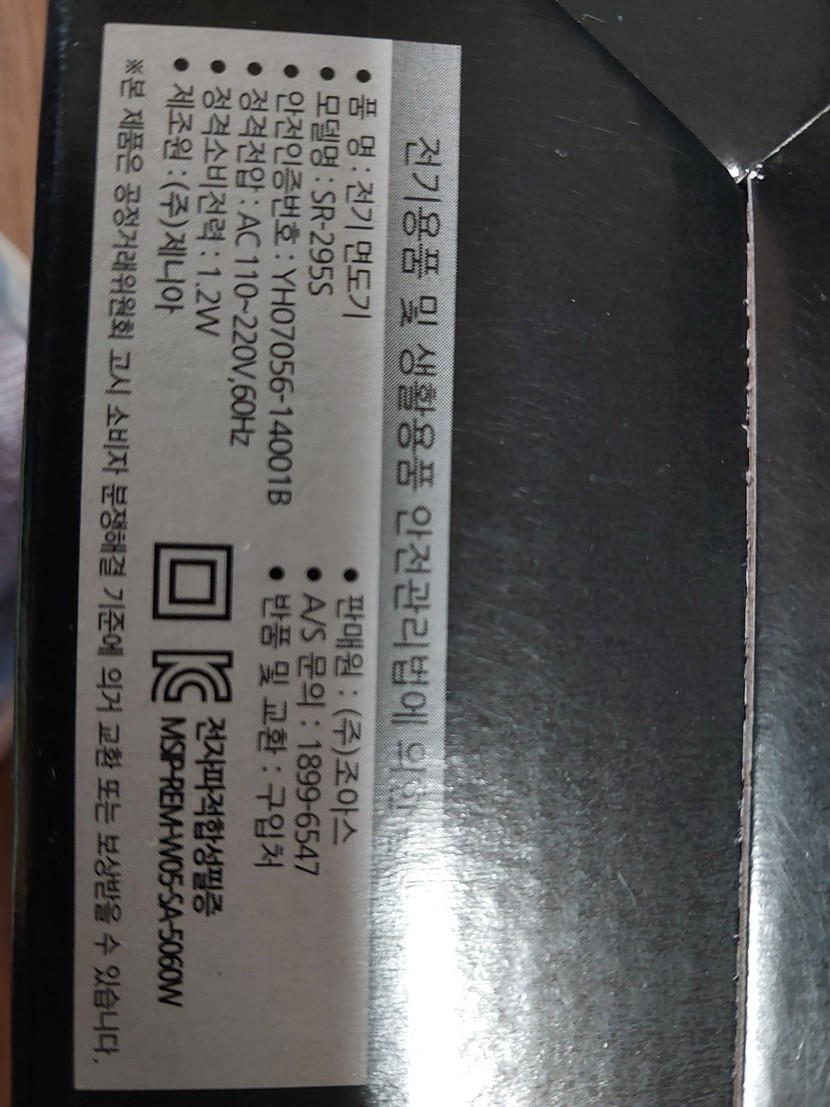 전기용품 및 생활용품 안전관리법에 의한
● 품 명 : 전기 면도기
● 모델명 : SR-295S
● 안전인증번호 : YH07056-14001B
● 정격전압 : AC 110~220V,60Hz
● 정격소비전력 : 1.2W
● 제조원 : (주)제니아
● 판매원 : (주)조아스
● A/S 문의 : 1899-6547
● 반품 및 교환 : 구입처
전자파적합성필증
MSIP-REM-W05-SA-5060W
※본 제품은 공정거래위원회 고시 소비자 분쟁해결 기준에 의거 교환 또는 보상받을 수 있습니다.